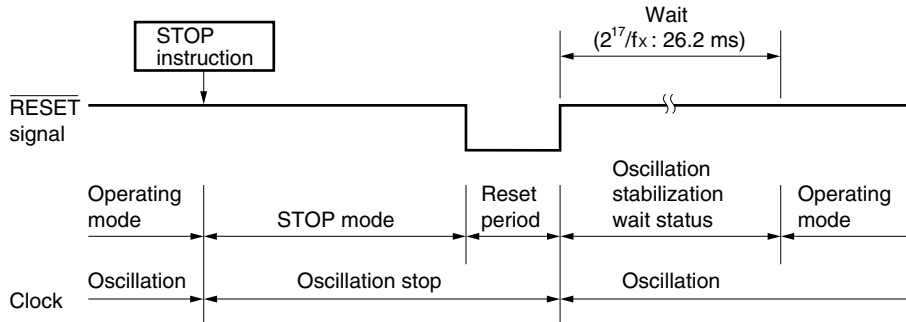 Wait
(2¹⁷/fx : 26.2 ms)
STOP
instruction
RESET
signal
Operating
mode
STOP mode
Reset
period
Oscillation
stabilization
wait status
Operating
mode
Clock
Oscillation
Oscillation stop
Oscillation